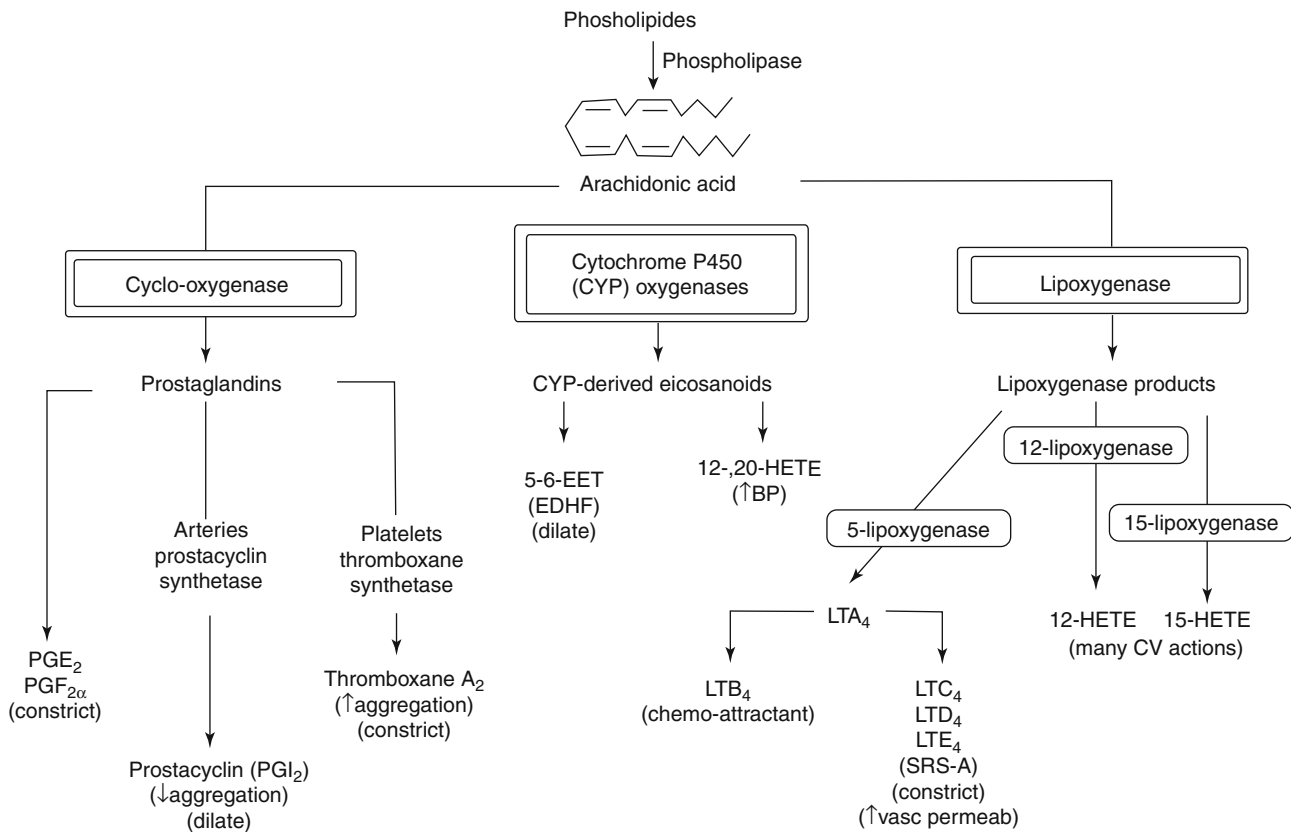 Phosholipides
Phospholipase
Arachidonic acid
Cyclo-oxygenase
Cytochrome P450
(CYP) oxygenases
Lipoxygenase
Prostaglandins
CYP-derived eicosanoids
Lipoxygenase products
12-lipoxygenase
5-6-EET
(EDHF)
(dilate)
12-,20-HETE
(↑BP)
5-lipoxygenase
15-lipoxygenase
Arteries
prostacyclin
synthetase
Platelets
thromboxane
synthetase
LTA₄
12-HETE
15-HETE
(many CV actions)
PGE₂
PGF₂α
(constrict)
Thromboxane A₂
(↑aggregation)
(constrict)
LTB₄
(chemo-attractant)
LTC₄
LTD₄
LTE₄
(SRS-A)
(constrict)
(↑vasc permeab)
Prostacyclin (PGI₂)
(↓aggregation)
(dilate)